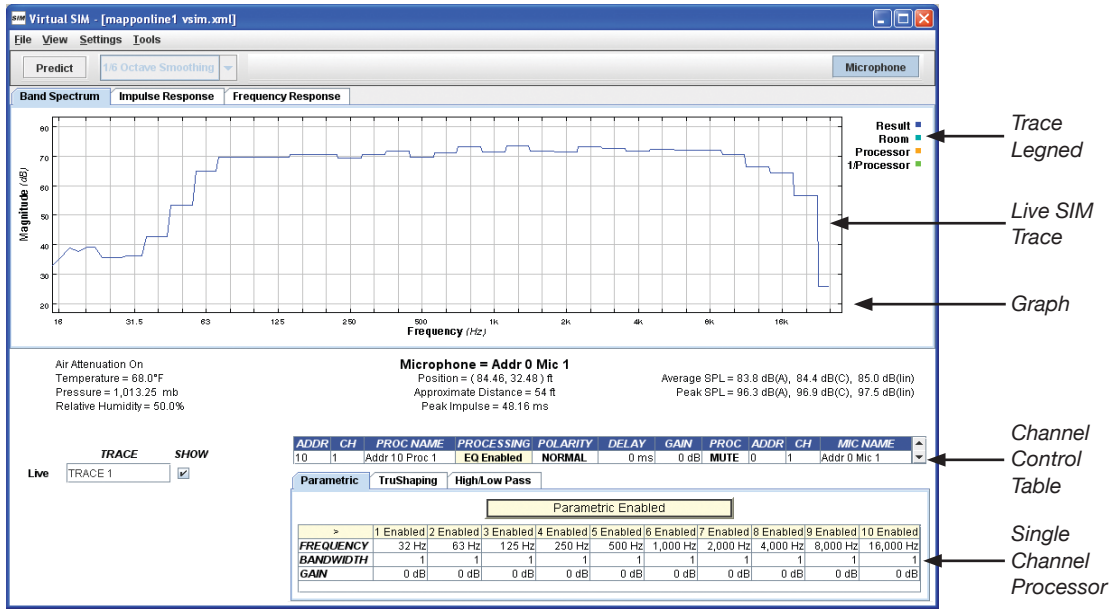 SIM Virtual SIM - [mapponline1 vsim.xml]
File View Settings Tools
Predict 1/6 Octave Smoothing Microphone
Band Spectrum Impulse Response Frequency Response
80
70
60
50
40
30
20
Magnitude (dB)
16 31.5 63 125 250 500 1k 2k 4k 8k 16k
Frequency (Hz)
Result
Room
Processor
1/Processor
Trace
Legned
Live SIM
Trace
Graph
Air Attenuation On
Temperature = 68.0°F
Pressure = 1,013.25 mb
Relative Humidity = 50.0%
Microphone = Addr 0 Mic 1
Position = ( 84.46, 32.48 ) ft
Approximate Distance = 54 ft
Peak Impulse = 48.16 ms
Average SPL = 83.8 dB(A), 84.4 dB(C), 85.0 dB(lin)
Peak SPL = 96.3 dB(A), 96.9 dB(C), 97.5 dB(lin)
TRACE SHOW
Live TRACE 1
ADDR CH PROC NAME PROCESSING POLARITY DELAY GAIN PROC ADDR CH MIC NAME
10 1 Addr 10 Proc 1 EQ Enabled NORMAL 0 ms 0 dB MUTE 0 1 Addr 0 Mic 1
Channel
Control
Table
Parametric TruShaping High/Low Pass
Parametric Enabled
> 1 Enabled 2 Enabled 3 Enabled 4 Enabled 5 Enabled 6 Enabled 7 Enabled 8 Enabled 9 Enabled 10 Enabled
FREQUENCY 32 Hz 63 Hz 125 Hz 250 Hz 500 Hz 1,000 Hz 2,000 Hz 4,000 Hz 8,000 Hz 16,000 Hz
BANDWIDTH 1 1 1 1 1 1 1 1 1 1
GAIN 0 dB 0 dB 0 dB 0 dB 0 dB 0 dB 0 dB 0 dB 0 dB 0 dB
Single
Channel
Processor